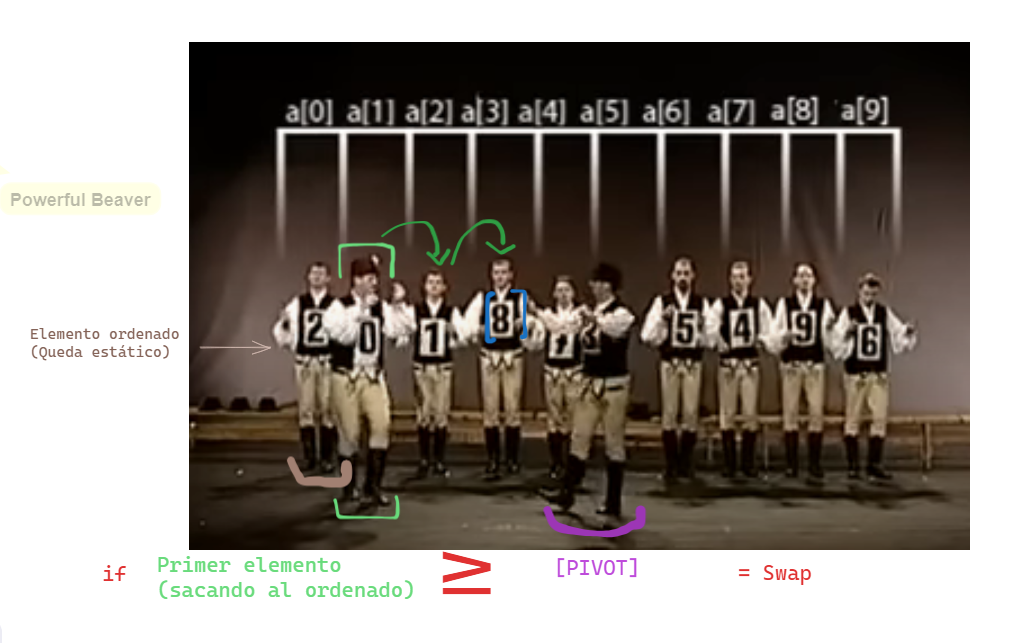 a[0] a[1] a[2] a[3] a[4] a[5] a[6] a[7] a[8] a[9]
Powerful Beaver
2 0 1 8 5 4 9 6
Elemento ordenado
(Queda estático)
if Primer elemento
(sacando al ordenado) ≥ [PIVOT] = Swap